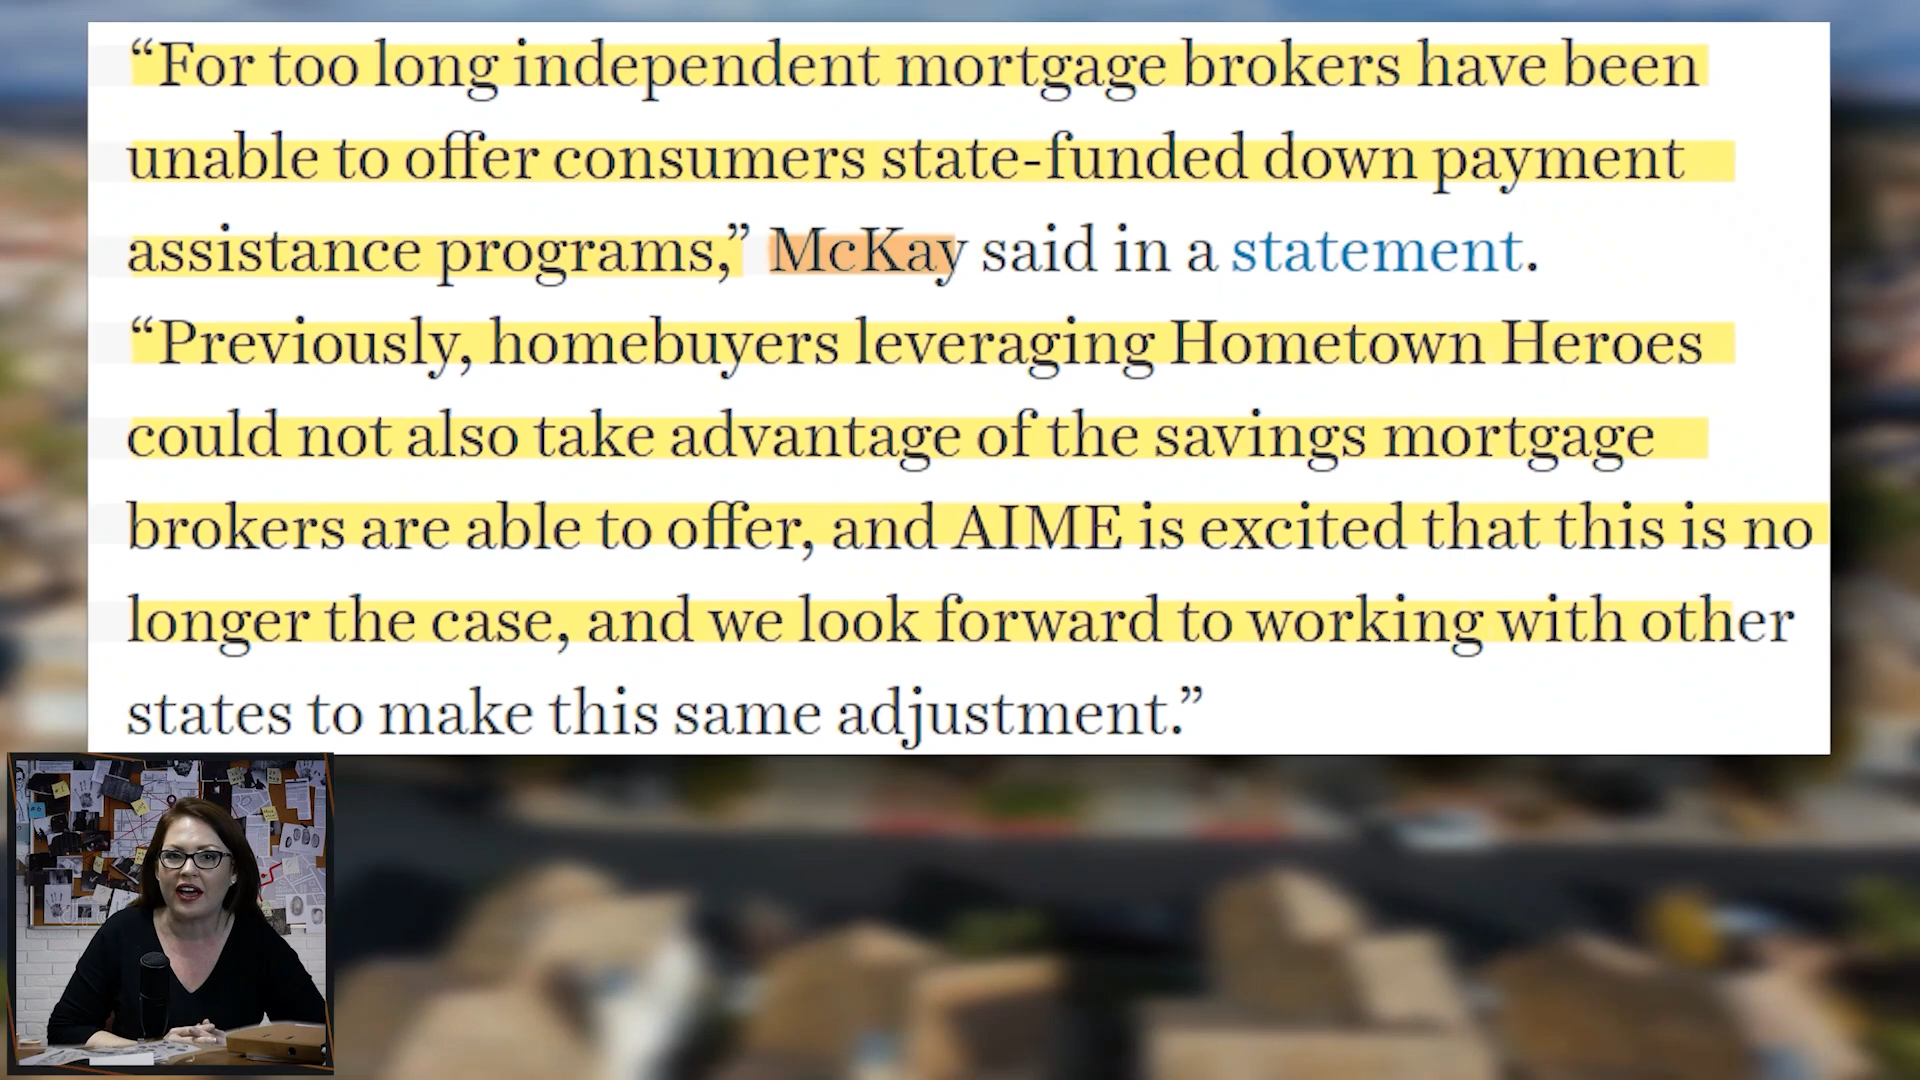 “For too long independent mortgage brokers have been
unable to offer consumers state-funded down payment
assistance programs,” McKay said in a statement.
“Previously, homebuyers leveraging Hometown Heroes
could not also take advantage of the savings mortgage
brokers are able to offer, and AIME is excited that this is no
longer the case, and we look forward to working with other
states to make this same adjustment.”